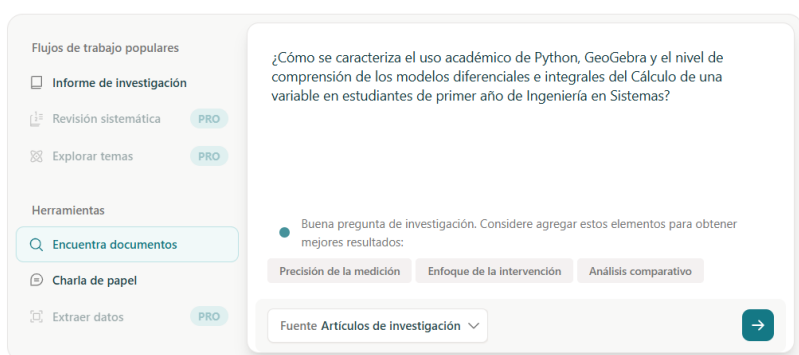 Flujos de trabajo populares
Informe de investigación
Revisión sistemática PRO
Explorar temas PRO
Herramientas
Encuentra documentos
Charla de papel
Extraer datos PRO
¿Cómo se caracteriza el uso académico de Python, GeoGebra y el nivel de
comprensión de los modelos diferenciales e integrales del Cálculo de una
variable en estudiantes de primer año de Ingeniería en Sistemas?
Buena pregunta de investigación. Considere agregar estos elementos para obtener
mejores resultados:
Precisión de la medición Enfoque de la intervención Análisis comparativo
Fuente Artículos de investigación